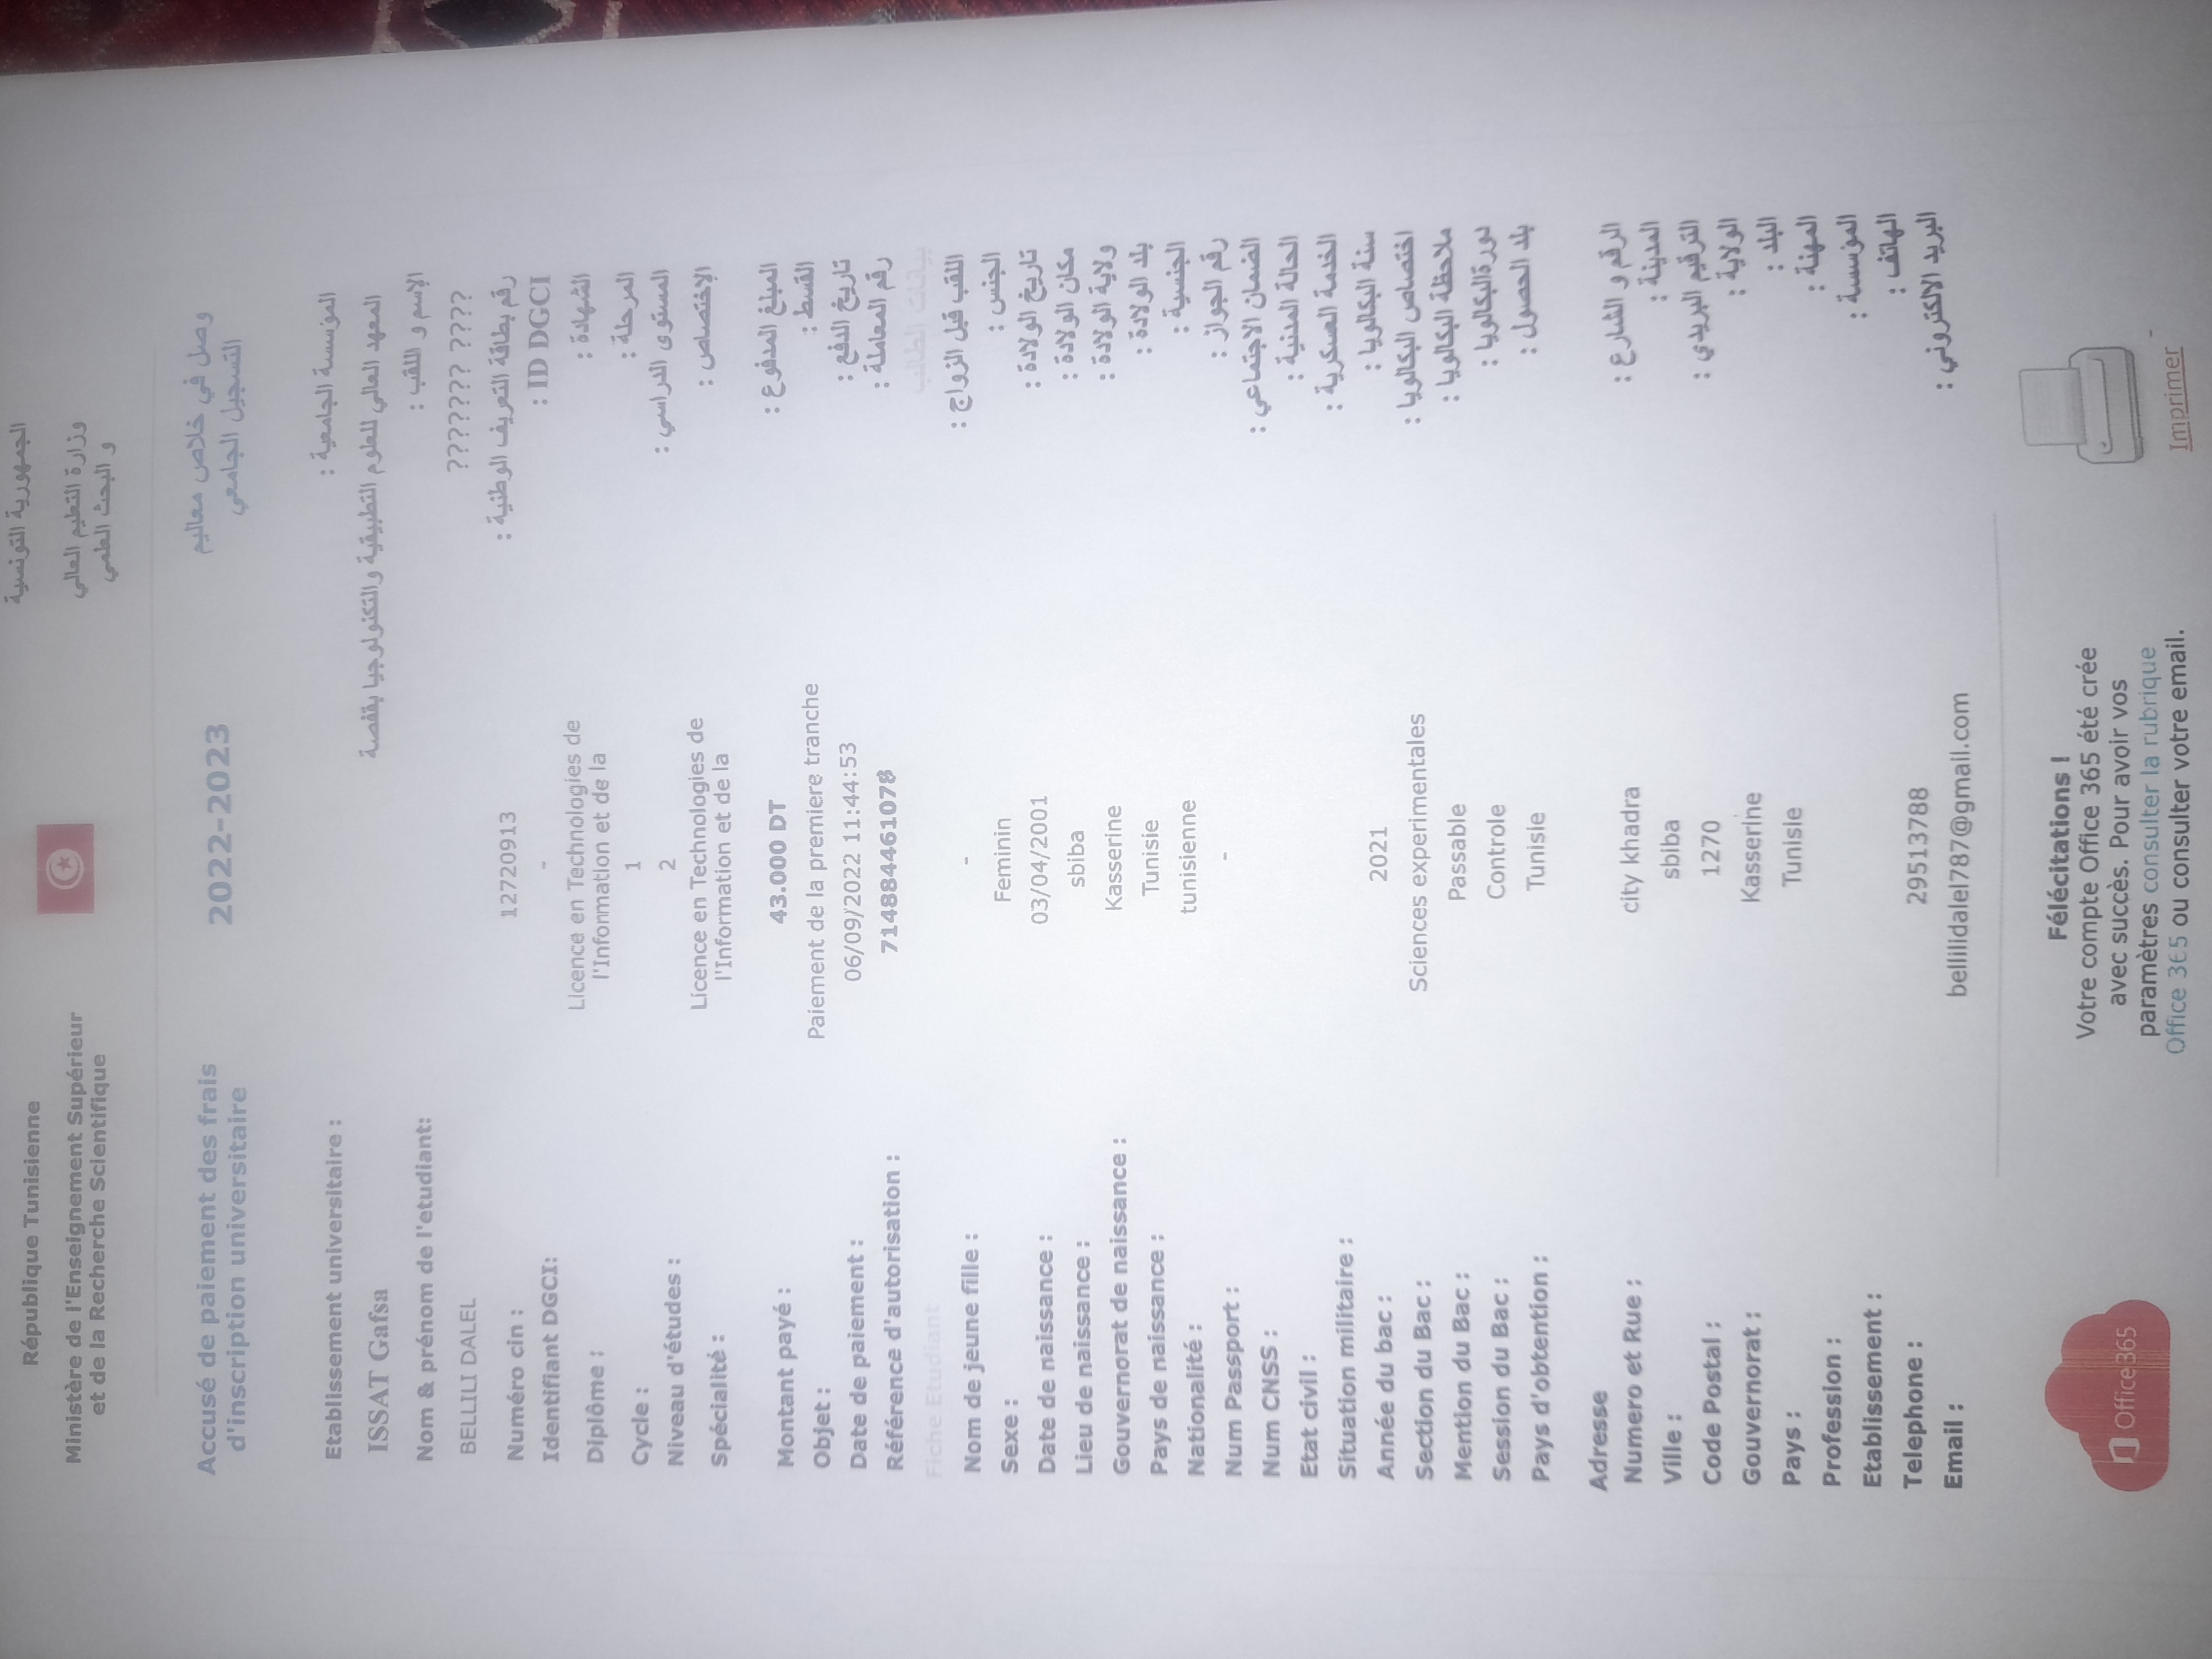 République Tunisienne
الجمهورية التونسية
Ministère de l'Enseignement Supérieur
et de la Recherche Scientifique
وزارة التعليم العالي
و البحث العلمي
Accusé de paiement des frais
d'inscription universitaire
2022-2023
وصل في خلاص معاليم
التسجيل الجامعي
Etablissement universitaire :
المؤسسة الجامعية :
ISSAT Gafsa
المعهد العالي للعلوم التطبيقية والتكنولوجيا بقفصة
Nom & prénom de l'etudiant:
الإسم و اللقب :
BELLILI DALEL
??????? ????
Numéro cin : 12720913 رقم بطاقة التعريف الوطنية :
Identifiant DGCI: - ID DGCI :
Diplôme : Licence en Technologies de l'Information et de la الشهادة :
Cycle : 1 المرحلة :
Niveau d'études : 2 المستوى الدراسي :
Spécialité : Licence en Technologies de l'Information et de la الإختصاص :
Montant payé : 43.000 DT المبلغ المدفوع :
Objet : Paiement de la premiere tranche القسط :
Date de paiement : 06/09/2022 11:44:53 تاريخ الدفع :
Référence d'autorisation : 714884461078 رقم المعاملة :
Fiche Etudiant بيانات الطالب
Nom de jeune fille : - اللقب قبل الزواج :
Sexe : Feminin الجنس :
Date de naissance : 03/04/2001 تاريخ الولادة :
Lieu de naissance : sbiba مكان الولادة :
Gouvernorat de naissance : Kasserine ولاية الولادة :
Pays de naissance : Tunisie بلد الولادة :
Nationalité : tunisienne الجنسية :
Num Passport : - رقم الجواز :
Num CNSS : الضمان الاجتماعي :
Etat civil : الحالة المدنية :
Situation militaire : الخدمة العسكرية :
Année du bac : 2021 سنة البكالويا :
Section du Bac : Sciences experimentales اختصاص البكالويا :
Mention du Bac : Passable ملاحظة البكالويا :
Session du Bac : Controle دورةالبكالويا :
Pays d'obtention : Tunisie بلد الحصول :
Adresse
Numero et Rue : city khadra الرقم و الشارع :
Ville : sbiba المدينة :
Code Postal : 1270 الترقيم البريدي :
Gouvernorat : Kasserine الولاية :
Pays : Tunisie البلد :
Profession : المهنة :
Etablissement : المؤسسة :
Telephone : 29513788 الهاتف :
Email : bellilidalel787@gmail.com البريد الالكتروني :
Office 365
Félécitations !
Votre compte Office 365 été crée
avec succès. Pour avoir vos
paramètres consulter la rubrique
Office 365 ou consulter votre email.
Imprimer